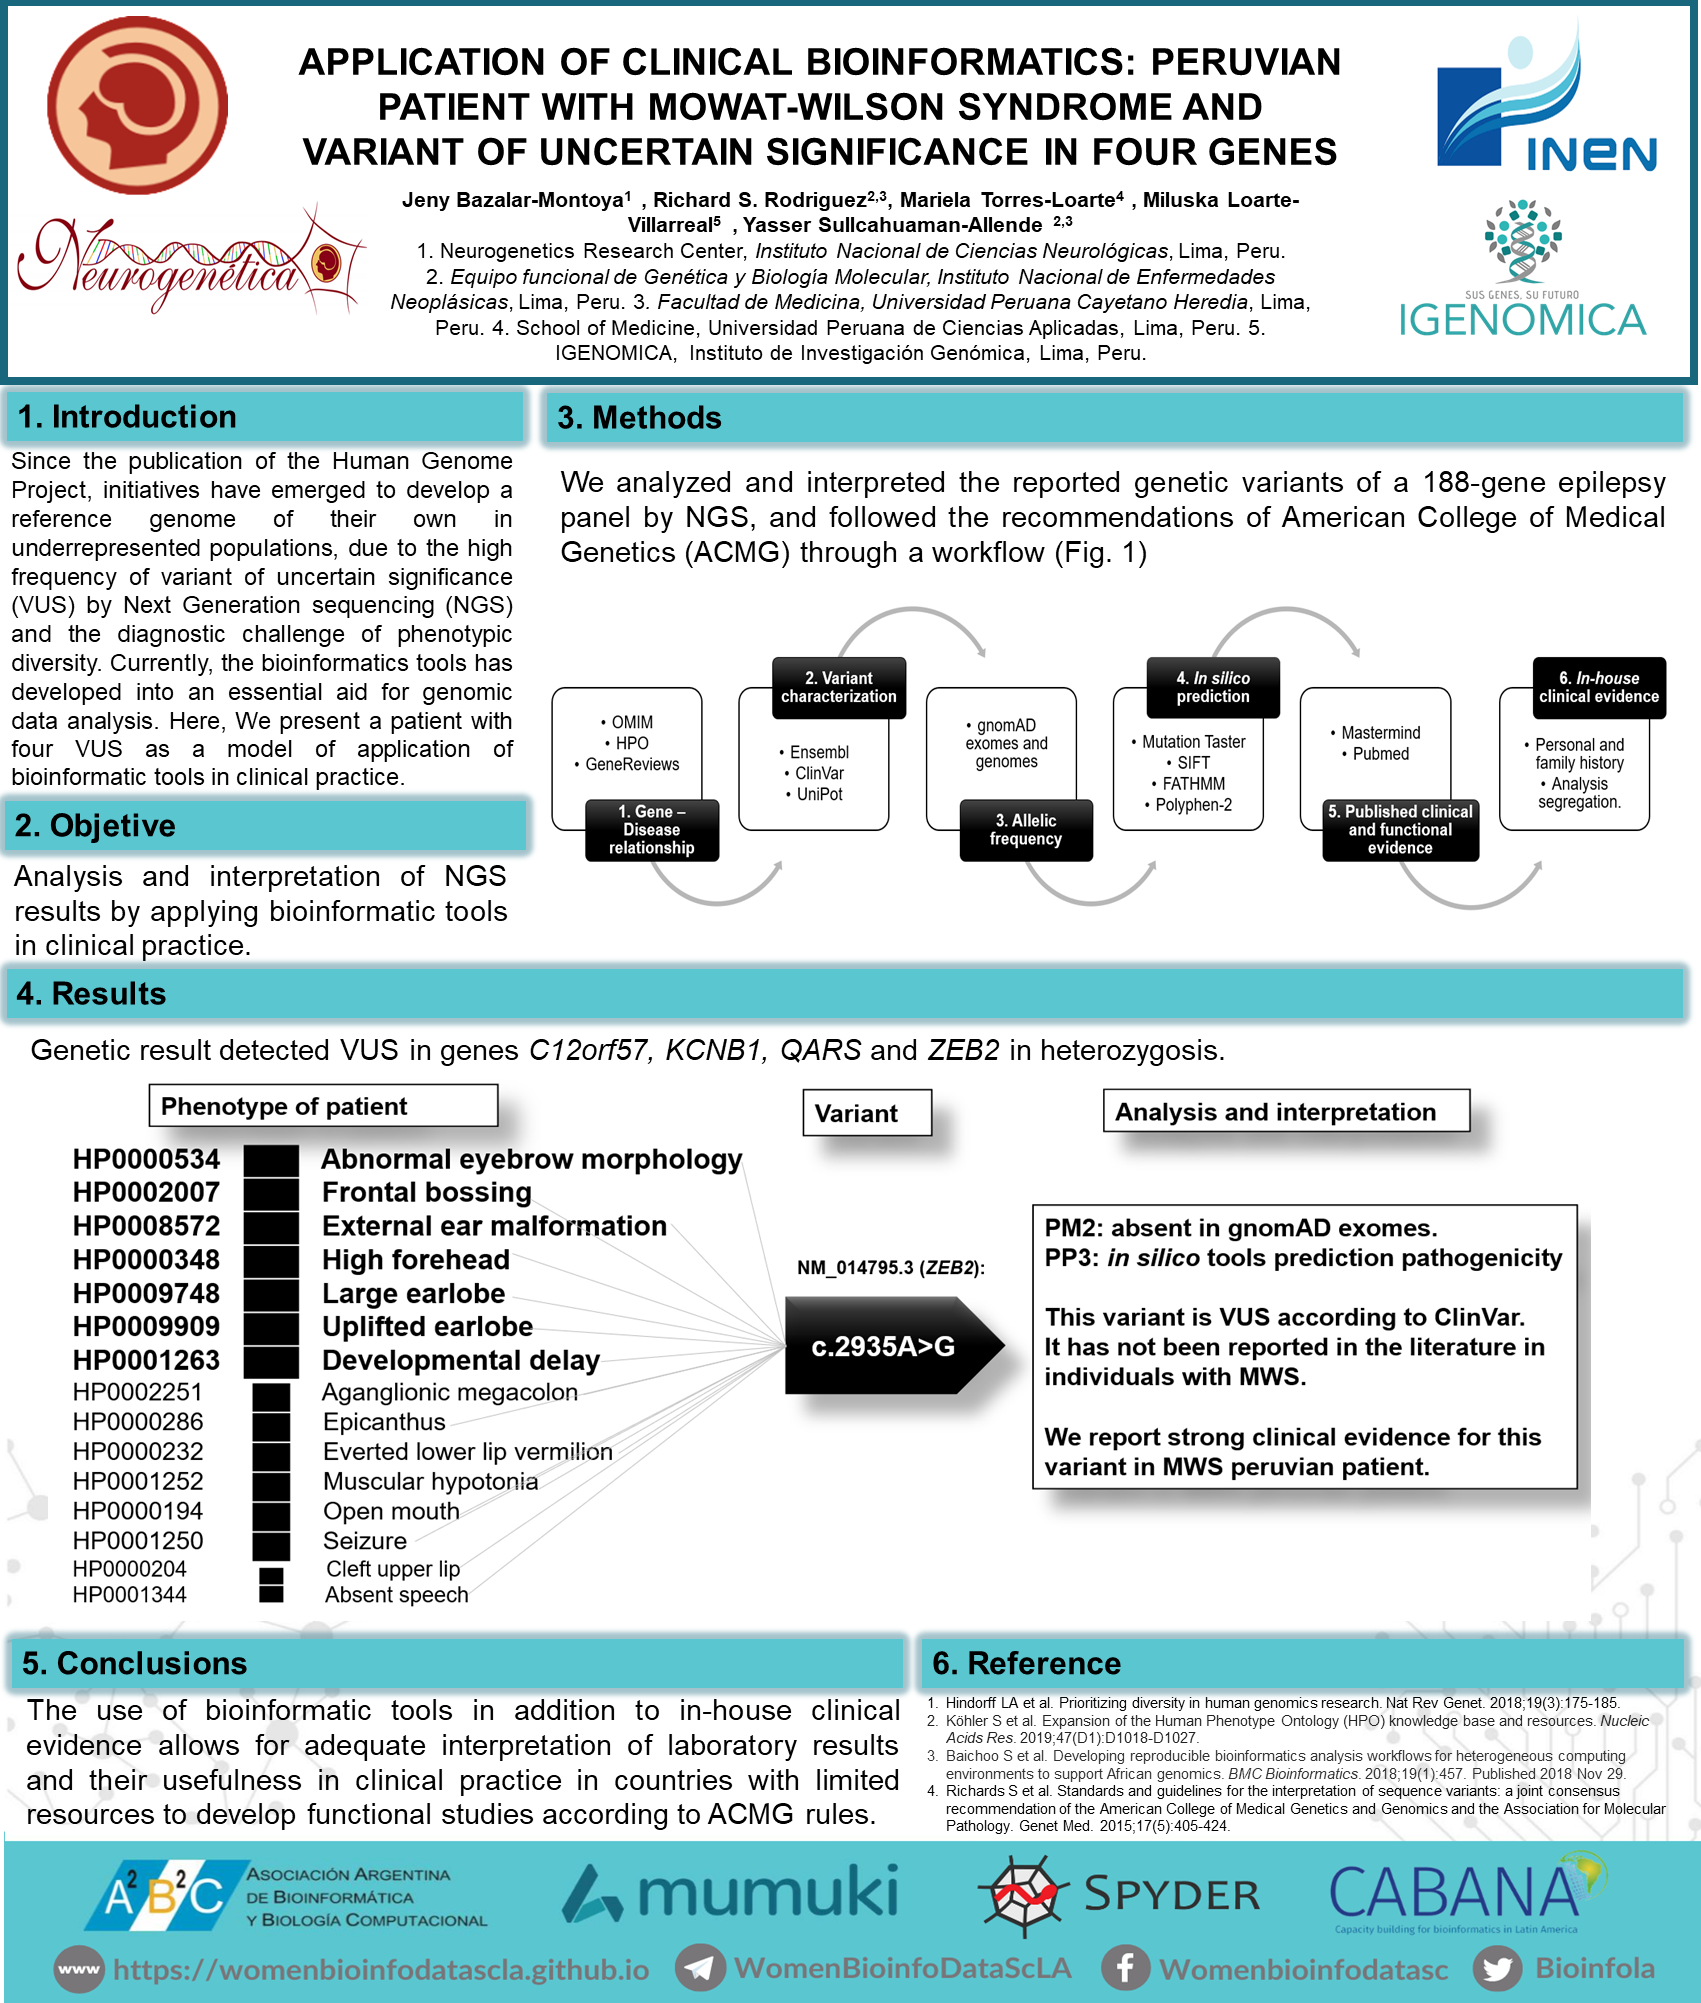 APPLICATION OF CLINICAL BIOINFORMATICS: PERUVIAN
PATIENT WITH MOWAT-WILSON SYNDROME AND
VARIANT OF UNCERTAIN SIGNIFICANCE IN FOUR GENES
Jeny Bazalar-Montoya1 , Richard S. Rodriguez2,3, Mariela Torres-Loarte4 , Miluska Loarte-
Villarreal5 , Yasser Sullcahuaman-Allende 2,3
1. Neurogenetics Research Center, Instituto Nacional de Ciencias Neurológicas, Lima, Peru.
2. Equipo funcional de Genética y Biología Molecular, Instituto Nacional de Enfermedades
Neoplásicas, Lima, Peru. 3. Facultad de Medicina, Universidad Peruana Cayetano Heredia, Lima,
Peru. 4. School of Medicine, Universidad Peruana de Ciencias Aplicadas, Lima, Peru. 5.
IGENOMICA, Instituto de Investigación Genómica, Lima, Peru.
Neurogenética
INEN
SUS GENES, SU FUTURO
IGENOMICA
1. Introduction
Since the publication of the Human Genome
Project, initiatives have emerged to develop a
reference genome of their own in
underrepresented populations, due to the high
frequency of variant of uncertain significance
(VUS) by Next Generation sequencing (NGS)
and the diagnostic challenge of phenotypic
diversity. Currently, the bioinformatics tools has
developed into an essential aid for genomic
data analysis. Here, We present a patient with
four VUS as a model of application of
bioinformatic tools in clinical practice.
2. Objetive
Analysis and interpretation of NGS
results by applying bioinformatic tools
in clinical practice.
3. Methods
We analyzed and interpreted the reported genetic variants of a 188-gene epilepsy
panel by NGS, and followed the recommendations of American College of Medical
Genetics (ACMG) through a workflow (Fig. 1)
• OMIM
• HPO
• GeneReviews
1. Gene –
Disease
relationship
2. Variant
characterization
• Ensembl
• ClinVar
• UniPot
• gnomAD
exomes and
genomes
3. Allelic
frequency
4. In silico
prediction
• Mutation Taster
• SIFT
• FATHMM
• Polyphen-2
• Mastermind
• Pubmed
5. Published clinical
and functional
evidence
6. In-house
clinical evidence
• Personal and
family history
• Analysis
segregation.
4. Results
Genetic result detected VUS in genes C12orf57, KCNB1, QARS and ZEB2 in heterozygosis.
Phenotype of patient
HP0000534 Abnormal eyebrow morphology
HP0002007 Frontal bossing
HP0008572 External ear malformation
HP0000348 High forehead
HP0009748 Large earlobe
HP0009909 Uplifted earlobe
HP0001263 Developmental delay
HP0002251 Aganglionic megacolon
HP0000286 Epicanthus
HP0000232 Everted lower lip vermilion
HP0001252 Muscular hypotonia
HP0000194 Open mouth
HP0001250 Seizure
HP0000204 Cleft upper lip
HP0001344 Absent speech
Variant
NM_014795.3 (ZEB2):
c.2935A>G
Analysis and interpretation
PM2: absent in gnomAD exomes.
PP3: in silico tools prediction pathogenicity
This variant is VUS according to ClinVar.
It has not been reported in the literature in
individuals with MWS.
We report strong clinical evidence for this
variant in MWS peruvian patient.
5. Conclusions
The use of bioinformatic tools in addition to in-house clinical
evidence allows for adequate interpretation of laboratory results
and their usefulness in clinical practice in countries with limited
resources to develop functional studies according to ACMG rules.
6. Reference
1. Hindorff LA et al. Prioritizing diversity in human genomics research. Nat Rev Genet. 2018;19(3):175-185.
2. Köhler S et al. Expansion of the Human Phenotype Ontology (HPO) knowledge base and resources. Nucleic
Acids Res. 2019;47(D1):D1018-D1027.
3. Baichoo S et al. Developing reproducible bioinformatics analysis workflows for heterogeneous computing
environments to support African genomics. BMC Bioinformatics. 2018;19(1):457. Published 2018 Nov 29.
4. Richards S et al. Standards and guidelines for the interpretation of sequence variants: a joint consensus
recommendation of the American College of Medical Genetics and Genomics and the Association for Molecular
Pathology. Genet Med. 2015;17(5):405-424.
A2B2C
ASOCIACIÓN ARGENTINA
DE BIOINFORMÁTICA
Y BIOLOGÍA COMPUTACIONAL
mumuki
SPYDER
CABANA
Capacity building for bioinformatics in Latin America
www https://womenbioinfodatascla.github.io
WomenBioinfoDataScLA
f Womenbioinfodatasc
Bioinfola